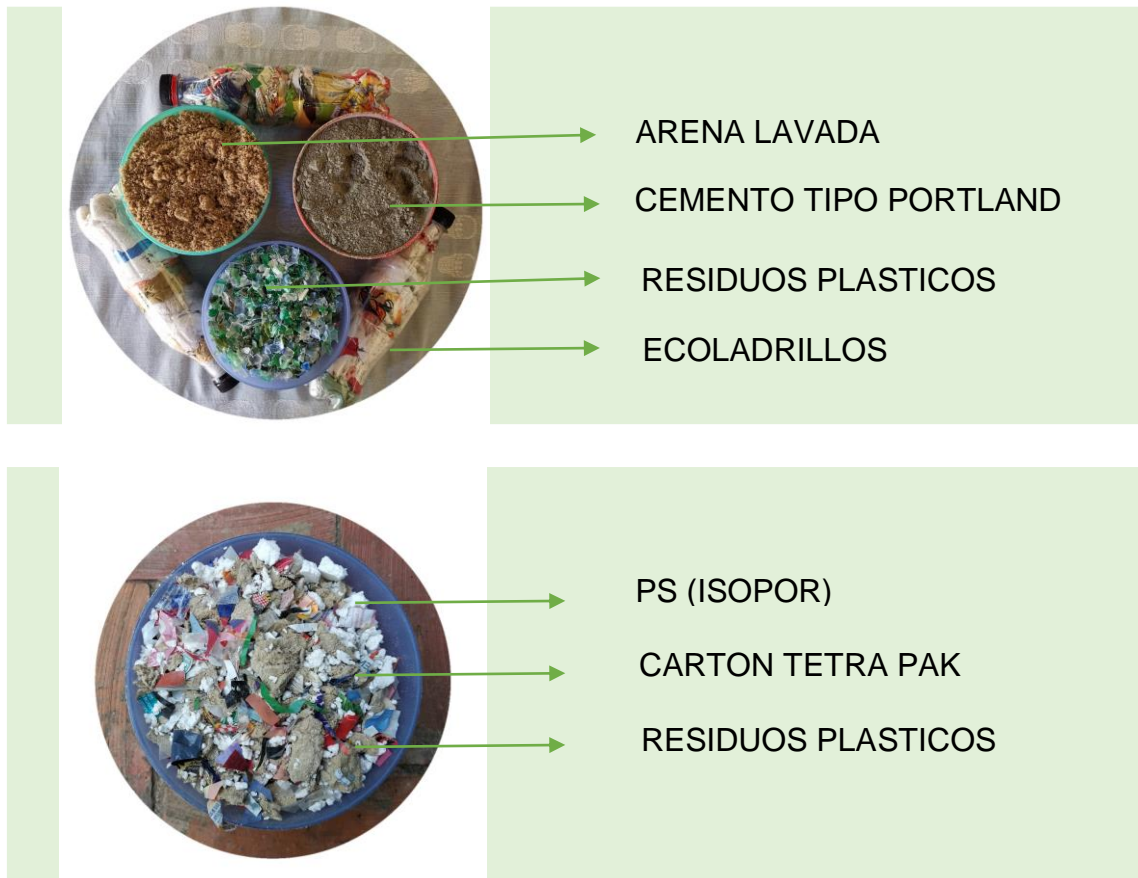 ARENA LAVADA
CEMENTO TIPO PORTLAND
RESIDUOS PLASTICOS
ECOLADRILLOS
PS (ISOPOR)
CARTON TETRA PAK
RESIDUOS PLASTICOS